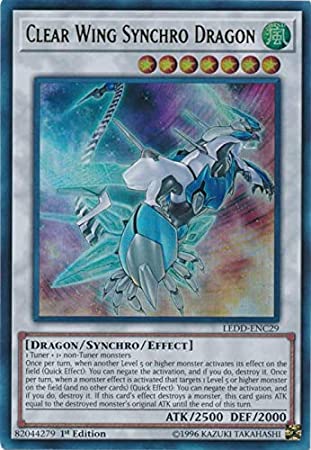 CLEAR WING SYNCHRO DRAGON
風
LEDD-ENC29
[DRAGON/SYNCHRO/EFFECT]
1 Tuner + 1+ non-Tuner monsters
Once per turn, when another Level 5 or higher monster activates its effect on the
field (Quick Effect): You can negate the activation, and if you do, destroy it. Once
per turn, when a monster effect is activated that targets 1 Level 5 or higher monster
on the field (and no other cards) (Quick Effect): You can negate the activation, and
if you do, destroy it. If this card's effect destroys a monster, this card gains ATK
equal to the destroyed monster's original ATK until the end of this turn.
ATK/2500 DEF/2000
82044279 1st Edition ©1996 KAZUKI TAKAHASHI